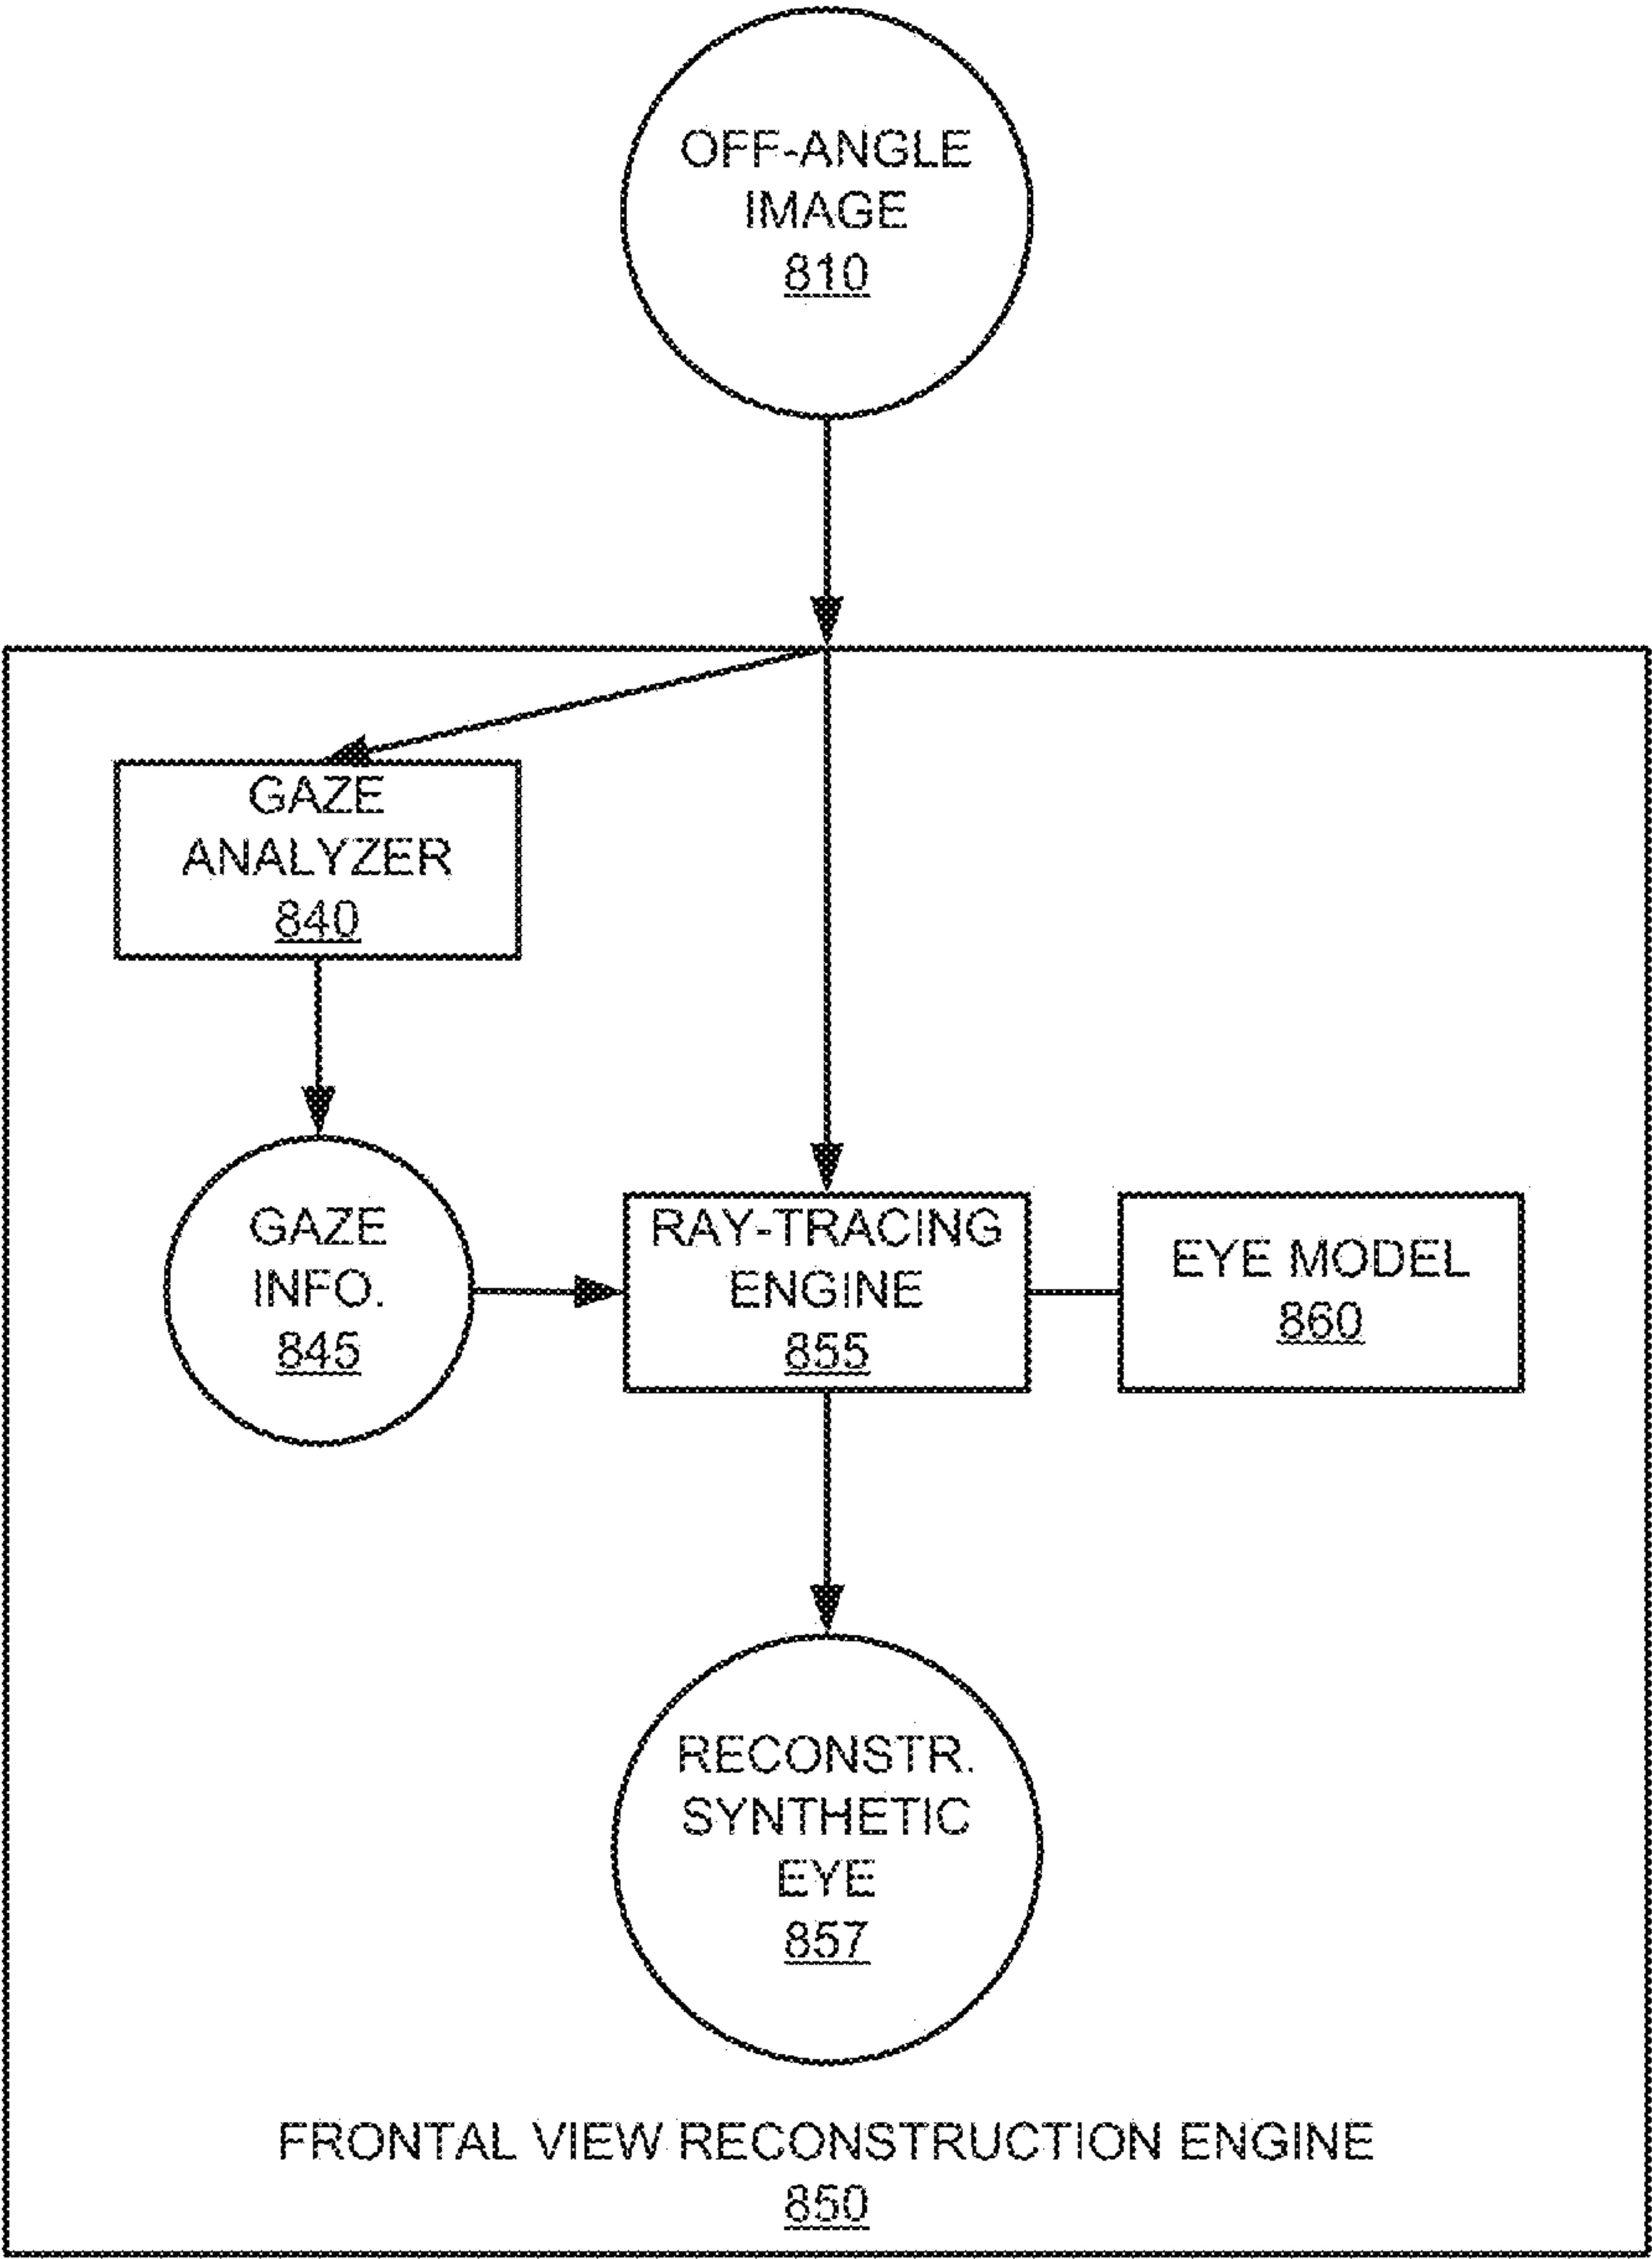 OFF-ANGLE
IMAGE
810
GAZE
ANALYZER
840
GAZE
INFO.
845
RAY-TRACING
ENGINE
855
EYE MODEL
860
RECONSTR.
SYNTHETIC
EYE
857
FRONTAL VIEW RECONSTRUCTION ENGINE
850